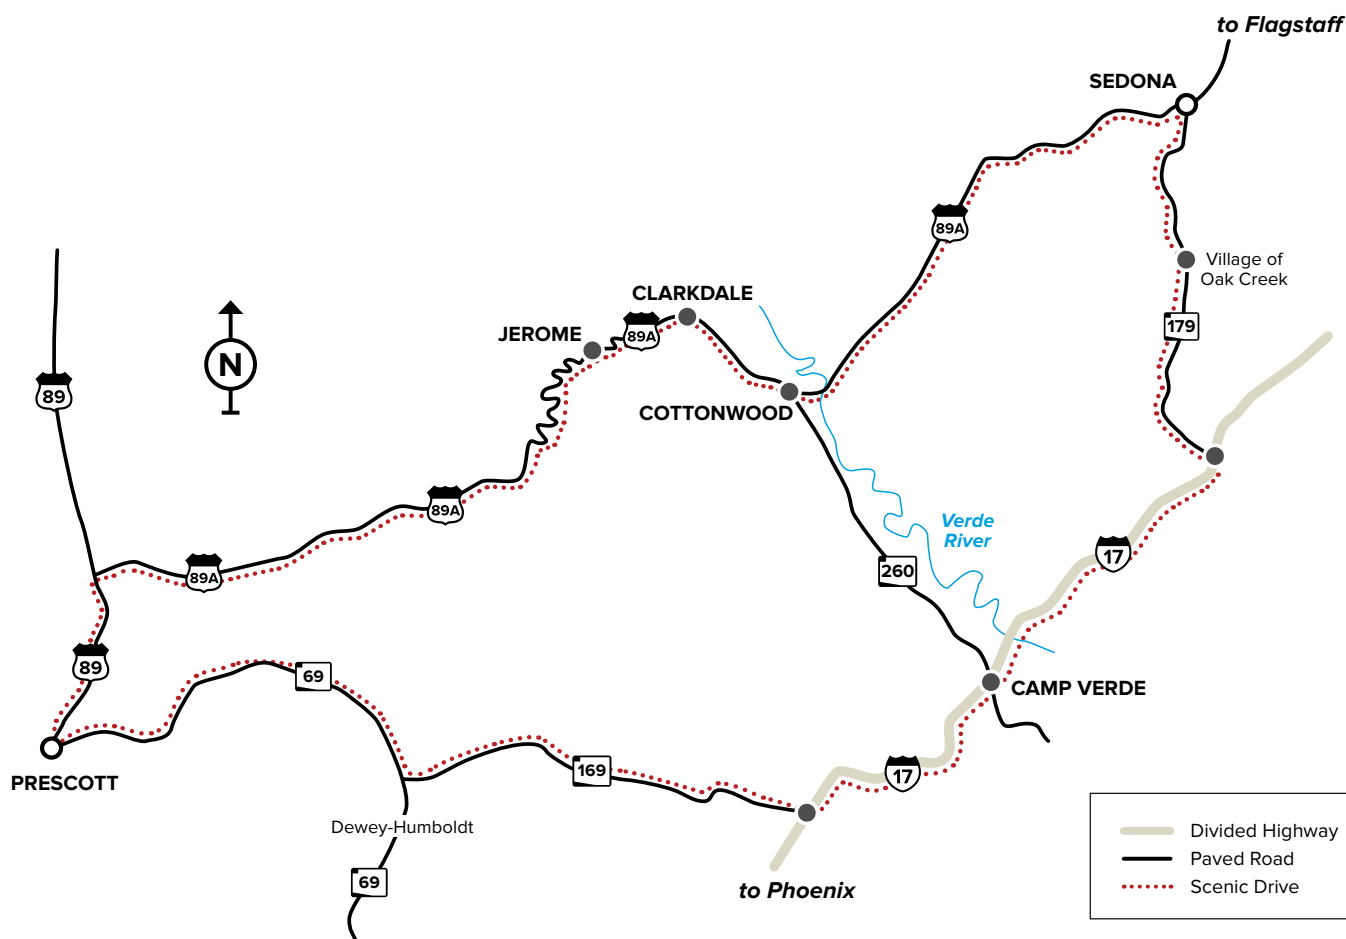 to Flagstaff
SEDONA
89A
Village of
Oak Creek
CLARKDALE
179
JEROME
89A
N
89
COTTONWOOD
89A
Verde
River
17
89A
260
89
69
CAMP VERDE
PRESCOTT
169
17
Dewey-Humboldt
Divided Highway
Paved Road
69
to Phoenix
Scenic Drive